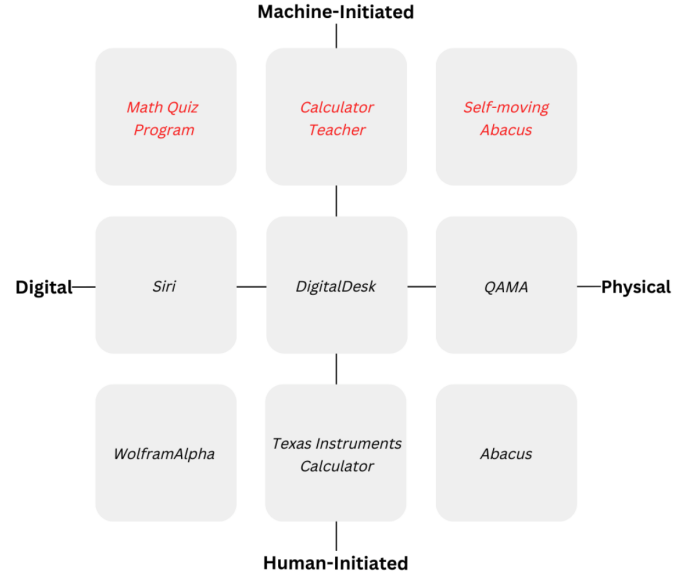 Machine-Initiated
Math Quiz
Program
Calculator
Teacher
Self-moving
Abacus
Digital
Siri
DigitalDesk
QAMA
Physical
WolframAlpha
Texas Instruments
Calculator
Abacus
Human-Initiated